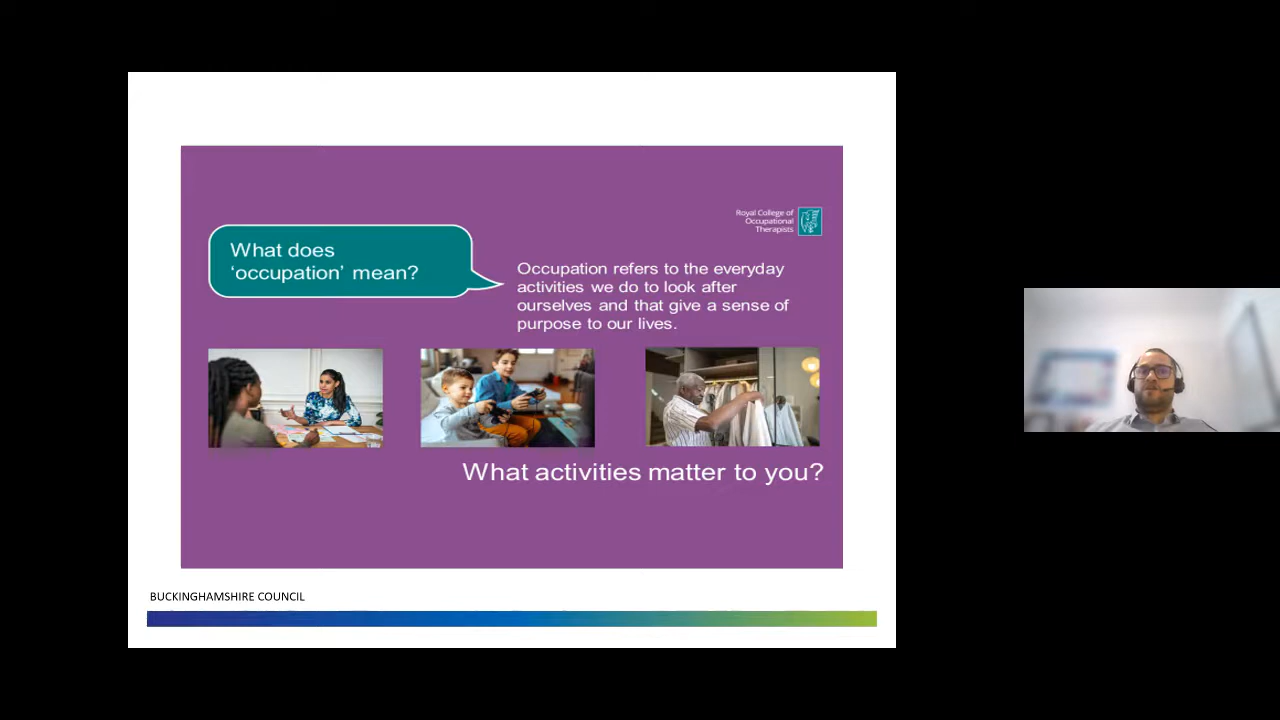 Royal College of
Occupational
Therapists
What does
‘occupation’ mean?
Occupation refers to the everyday
activities we do to look after
ourselves and that give a sense of
purpose to our lives.
What activities matter to you?
BUCKINGHAMSHIRE COUNCIL